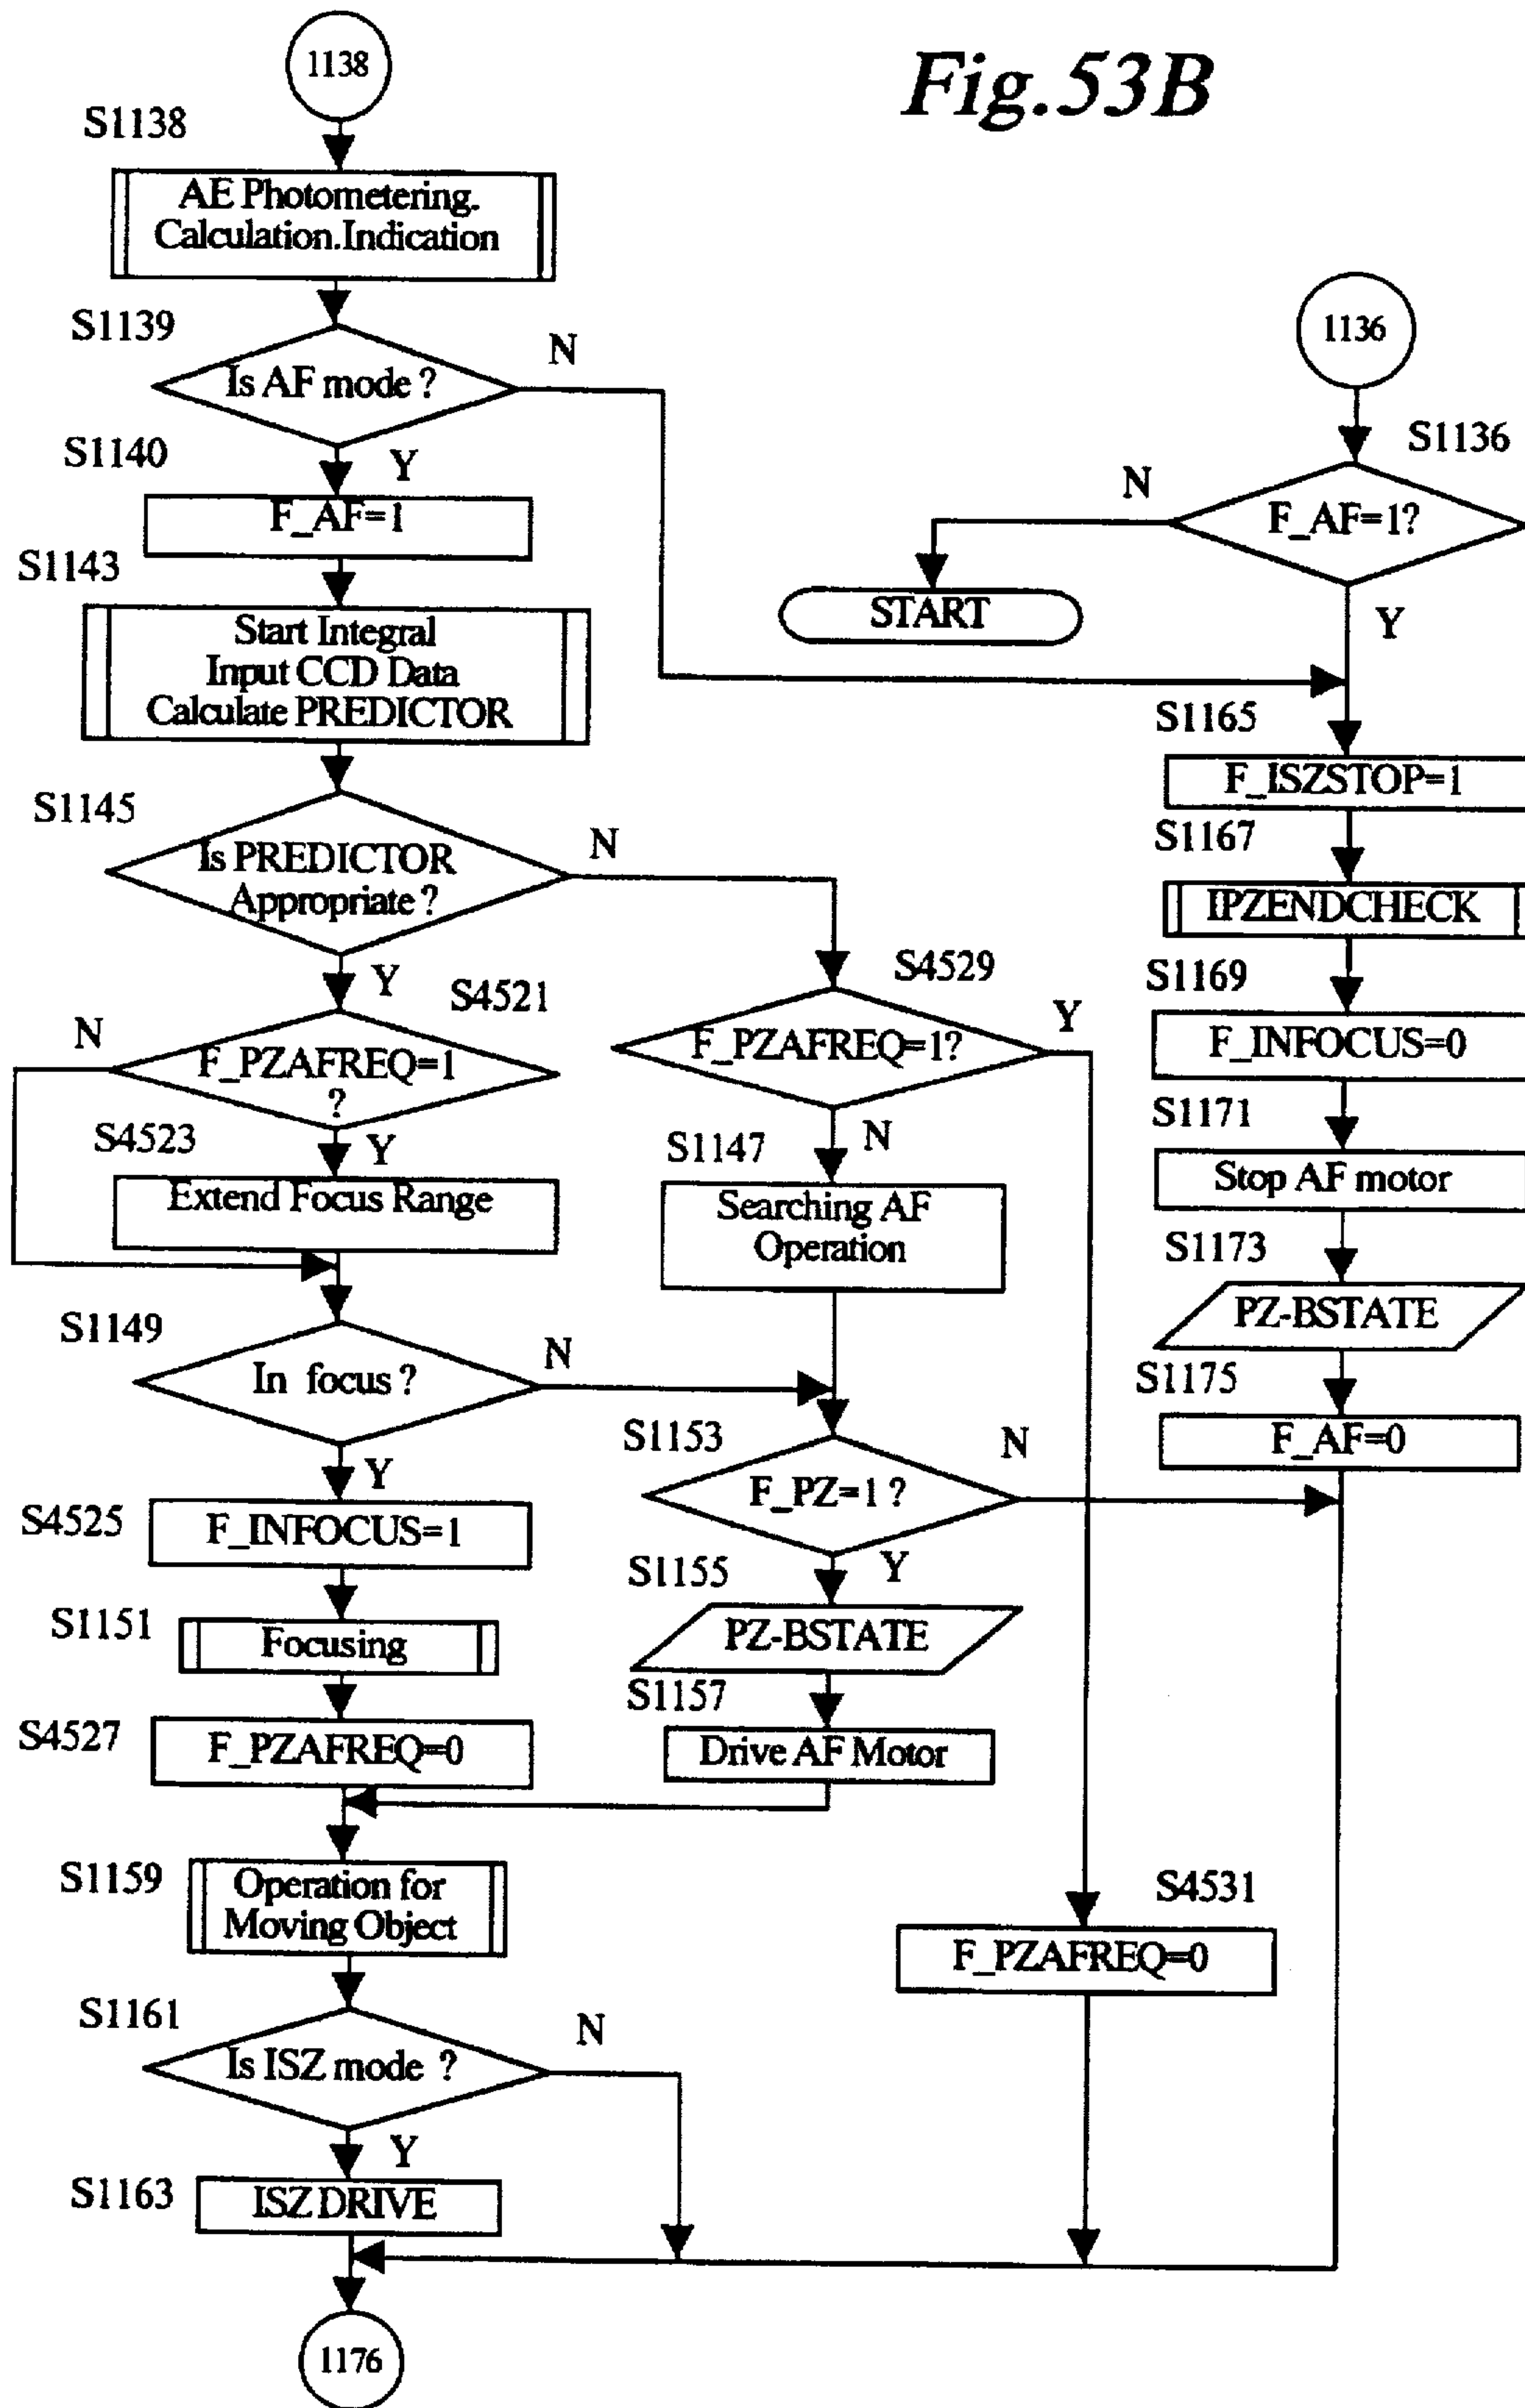 Fig.53B
1138
S1138
AE Photometering.
Calculation.Indication
S1139
Is AF mode ?
N
S1140
Y
F_AF=1
S1143
Start Integral
Input CCD Data
Calculate PREDICTOR
S1145
Is PREDICTOR
Appropriate ?
N
Y
S4521
N
F_PZAFREQ=1
?
S4523
Y
Extend Focus Range
S1149
In focus ?
N
Y
S4525
F_INFOCUS=1
S1151
Focusing
S4527
F_PZAFREQ=0
S1159
Operation for
Moving Object
S1161
Is ISZ mode ?
N
Y
S1163
ISZ DRIVE
1176
S4529
F_PZAFREQ=1?
Y
N
S1147
Searching AF
Operation
S1153
F_PZ=1 ?
N
Y
S1155
PZ-BSTATE
S1157
Drive AF Motor
S4531
F_PZAFREQ=0
1136
S1136
F_AF=1?
N
START
Y
S1165
F_ISZSTOP=1
S1167
IPZENDCHECK
S1169
F_INFOCUS=0
S1171
Stop AF motor
S1173
PZ-BSTATE
S1175
F_AF=0